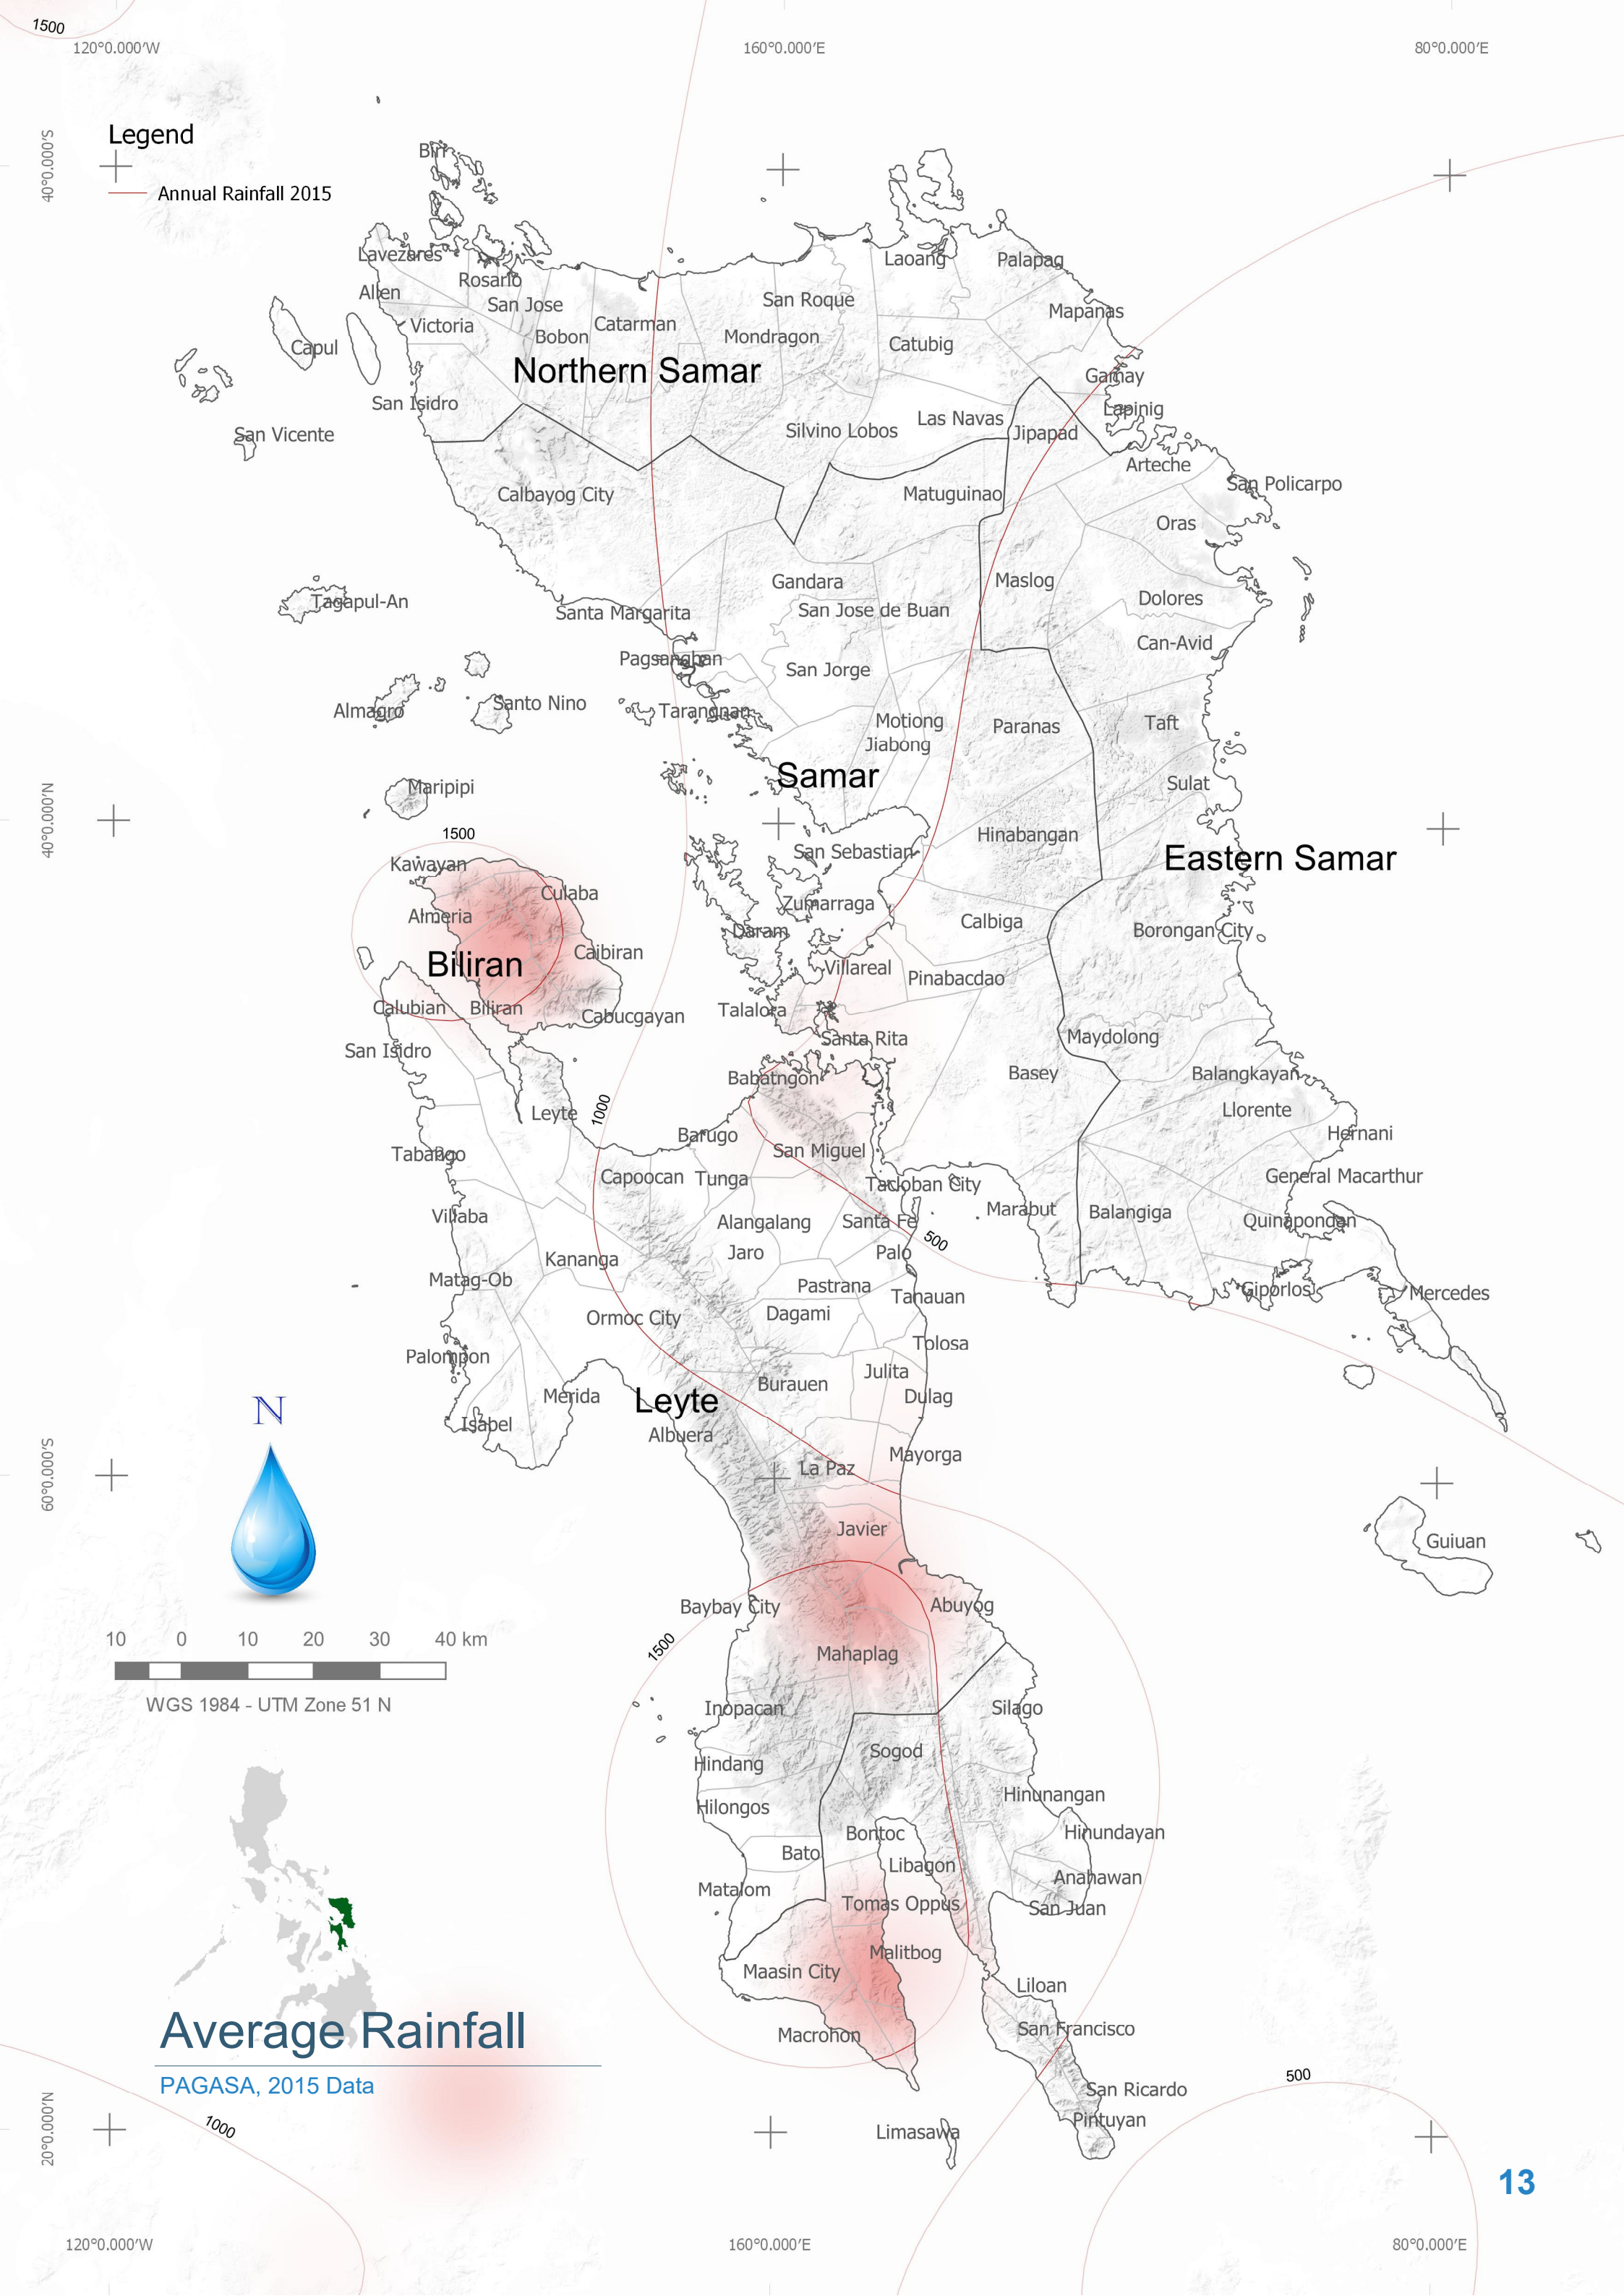 1500
120°0.000'W
160°0.000'E
80°0.000'E
Legend
40°0.000'S
Annual Rainfall 2015
Biri
Lavezares
Laoang
Palapag
Rosario
Allen
San Jose
San Roque
Mapanas
Victoria
Catarman
Bobon
Mondragon
Catubig
Capul
Northern Samar
Gamay
San Isidro
Lapinig
Las Navas
San Vicente
Silvino Lobos
Jipapad
Arteche
San Policarpo
Calbayog City
Matuguinao
Oras
Gandara
Maslog
Tagapul-An
Dolores
Santa Margarita
San Jose de Buan
Can-Avid
Pagsanghan
San Jorge
Almagro
Santo Nino
Tarangnan
Motiong
Paranas
Taft
Jiabong
Samar
Sulat
Maripipi
40°0.000'N
1500
Hinabangan
San Sebastian
Eastern Samar
Kawayan
Culaba
Zumarraga
Almeria
Calbiga
Daram
Borongan City
Caibiran
Biliran
Villareal
Pinabacdao
Calubian
Biliran
Talalora
Cabucgayan
Santa Rita
Maydolong
San Isidro
Babatngon
Basey
Balangkayan
Leyte
1000
Llorente
Barugo
Hernani
San Miguel
Tabango
Capoocan
Tunga
General Macarthur
Tacloban City
Marabut
Balangiga
Villaba
Alangalang
Santa Fe
Quinapondan
500
Jaro
Palo
Kananga
Matag-Ob
Pastrana
Giporlos
Mercedes
Tanauan
Ormoc City
Dagami
Tolosa
Palompon
Julita
Burauen
Merida
Leyte
Dulag
N
Isabel
Albuera
Mayorga
La Paz
60°0.000'S
Javier
Guiuan
Baybay City
Abuyog
10 0 10 20 30 40 km
1500
Mahaplag
WGS 1984 - UTM Zone 51 N
Inopacan
Silago
Sogod
Hindang
Hinunangan
Hilongos
Bontoc
Hinundayan
Bato
Libagon
Anahawan
Matalom
Tomas Oppus
San Juan
Malitbog
Maasin City
Liloan
Average Rainfall
Macrohon
San Francisco
500
PAGASA, 2015 Data
San Ricardo
1000
Pintuyan
Limasawa
20°0.000'N
13
120°0.000'W
160°0.000'E
80°0.000'E